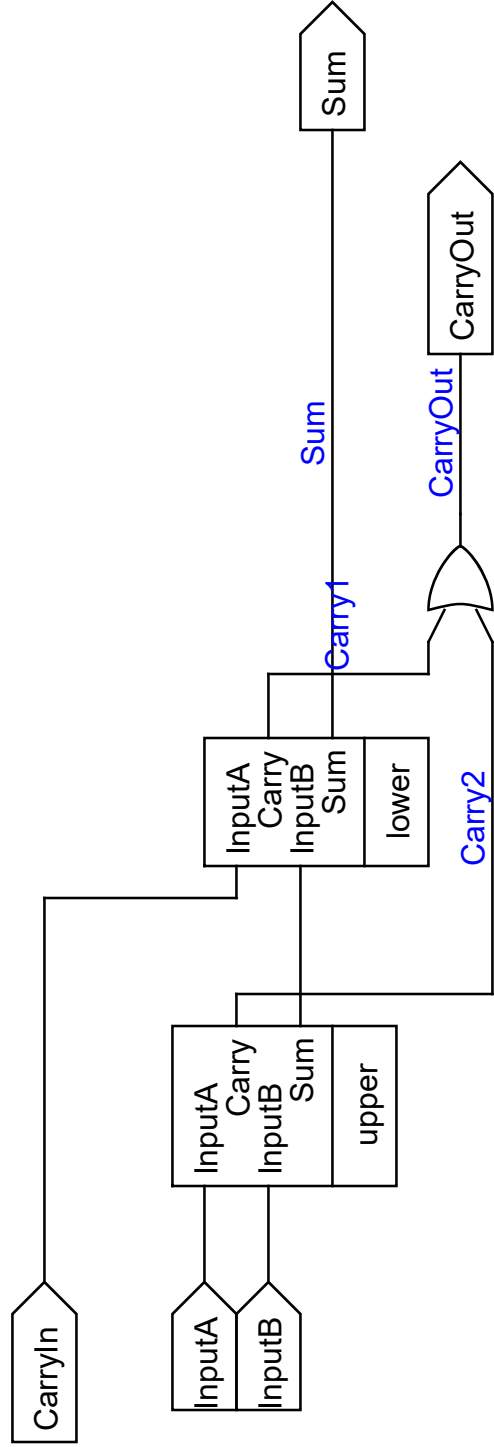 CarryIn
InputA
InputB
InputA
Carry
InputB
Sum
upper
InputA
Carry
InputB
Sum
lower
Carry1
Carry2
Sum
CarryOut
Sum
CarryOut